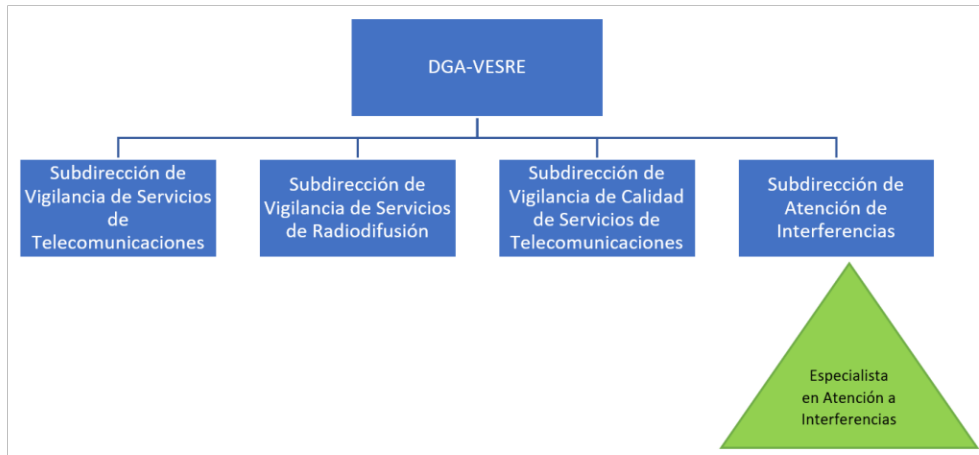 DGA-VESRE
Subdirección de
Vigilancia de Servicios
de
Telecomunicaciones
Subdirección de
Vigilancia de Servicios
de Radiodifusión
Subdirección de
Vigilancia de Calidad
de Servicios de
Telecomunicaciones
Subdirección de
Atención de
Interferencias
Especialista
en Atención a
Interferencias